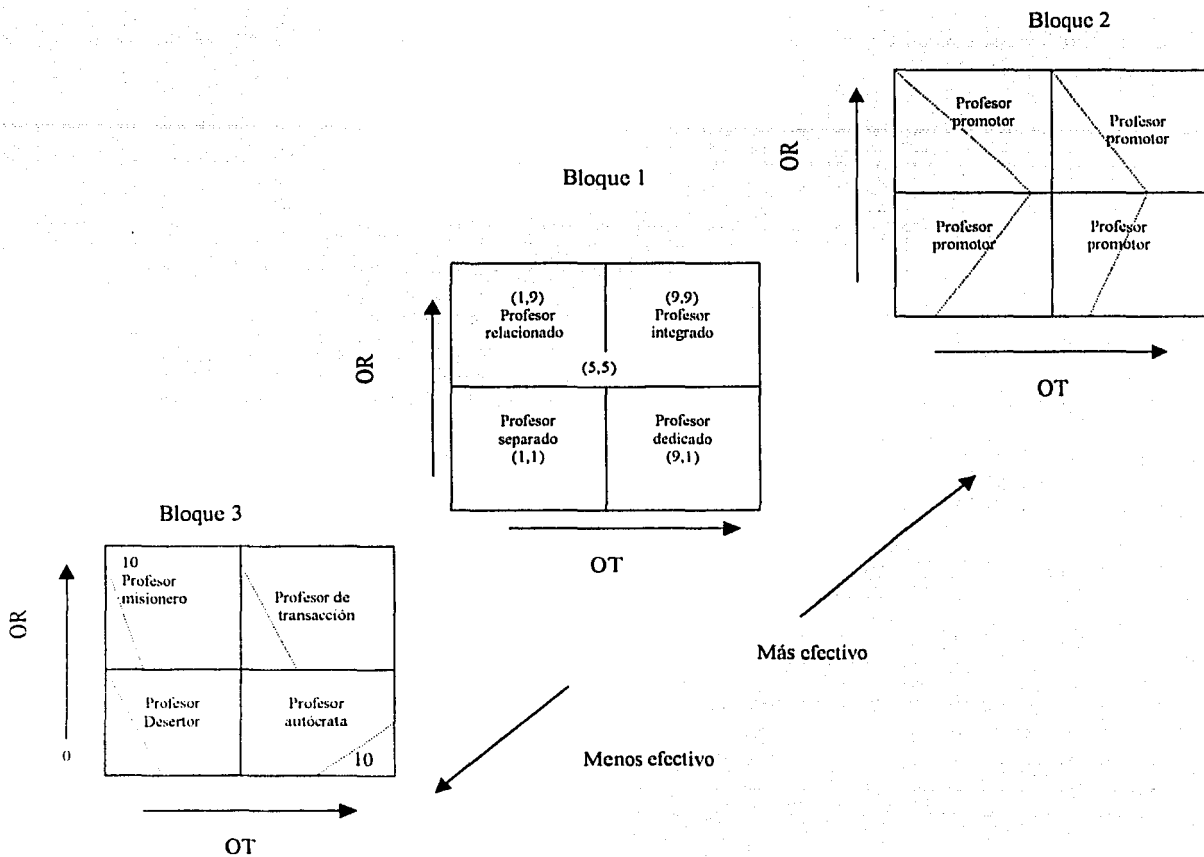 Bloque 2
OR
Profesor
promotor
Profesor
promotor
Profesor
promotor
Profesor
promotor
OT
Bloque 1
OR
(1,9)
Profesor
relacionado
(9,9)
Profesor
integrado
(5,5)
Profesor
separado
(1,1)
Profesor
dedicado
(9,1)
OT
Bloque 3
OR
0
10
Profesor
misionero
Profesor de
transacción
Profesor
Desertor
Profesor
autócrata
10
OT
Más efectivo
Menos efectivo